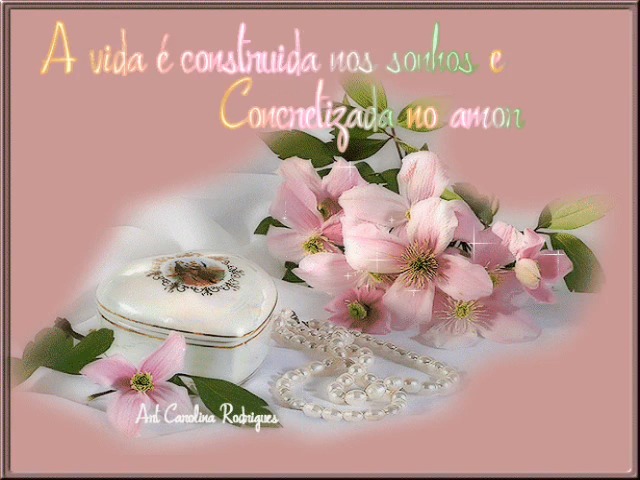 A vida é construida nos sonhos e
Concretizada no amor
Art Carolina Rodrigues